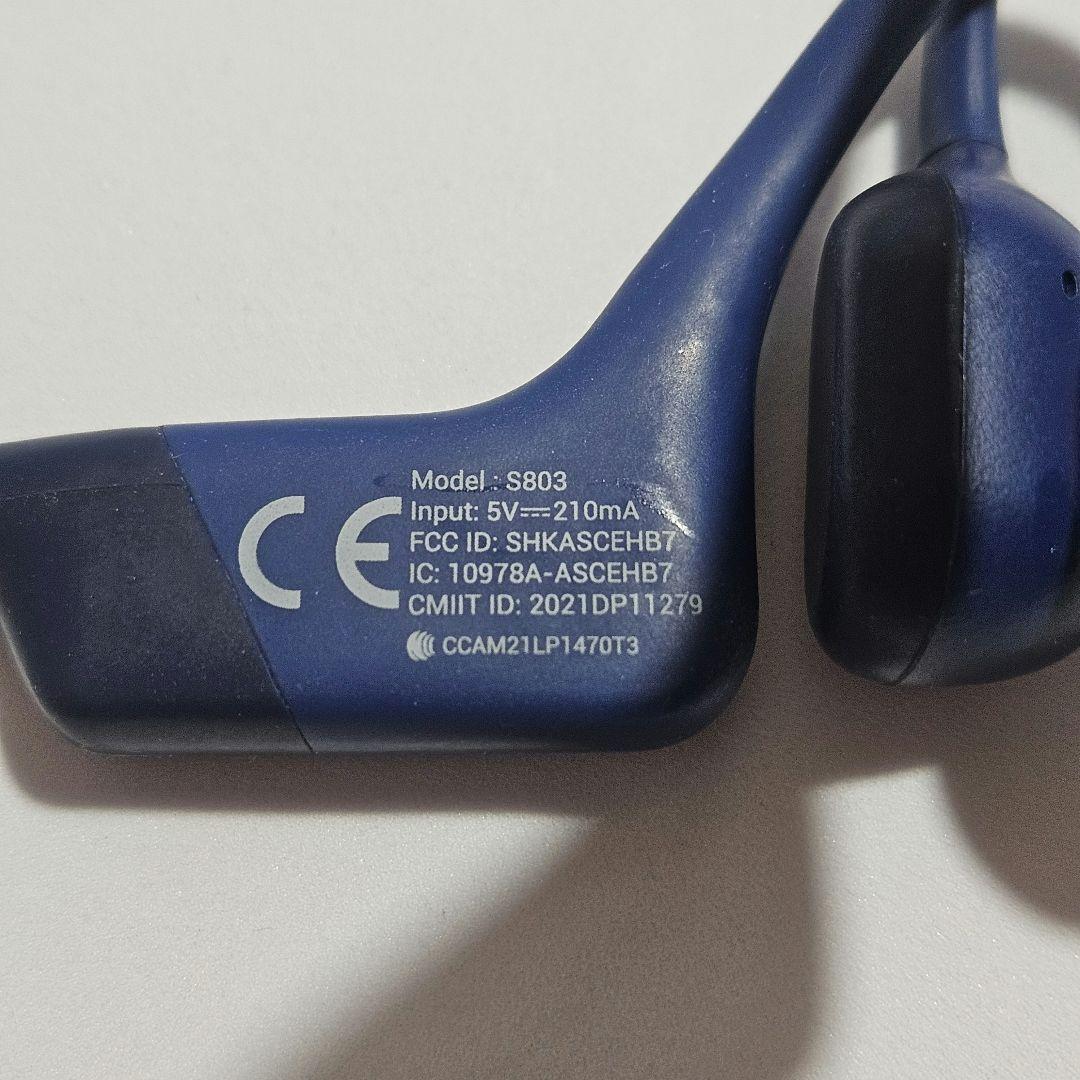 CE
Model : S803
Input: 5V⎓210mA
FCC ID: SHKASCEHB7
IC: 10978A-ASCEHB7
CMIIT ID: 2021DP11279
CCAM21LP1470T3